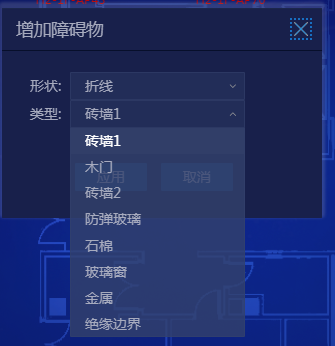 增加障碍物
形状: 折线
类型: 砖墙1
砖墙1
木门
应用 取消
砖墙2
防弹玻璃
石棉
玻璃窗
金属
绝缘边界